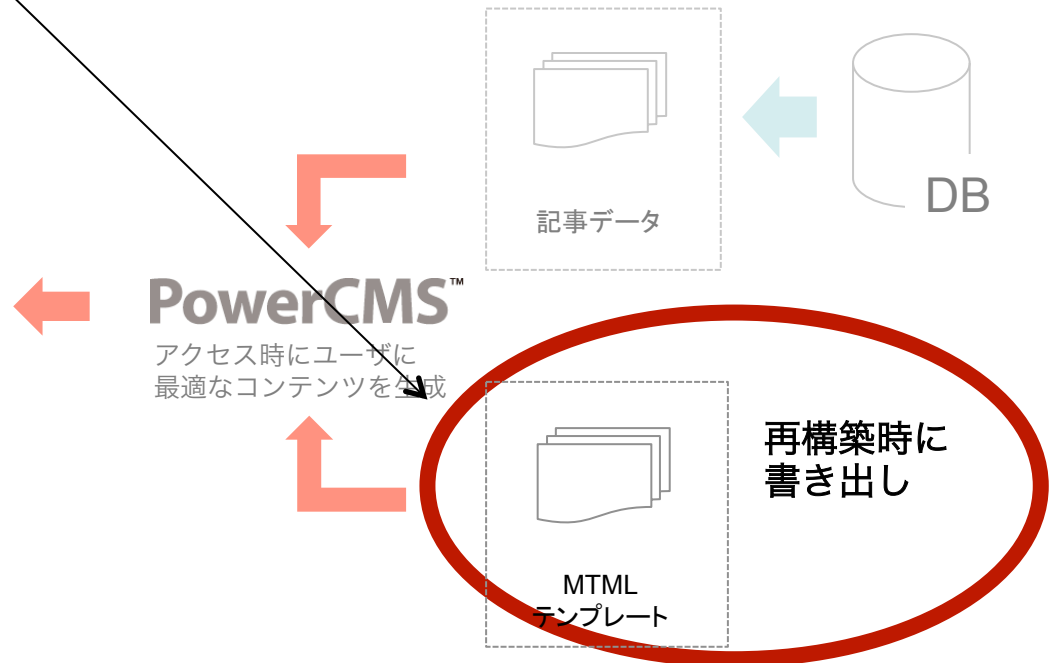 DB
記事データ
PowerCMS™
アクセス時にユーザに
最適なコンテンツを生成
再構築時に
書き出し
MTML
テンプレート